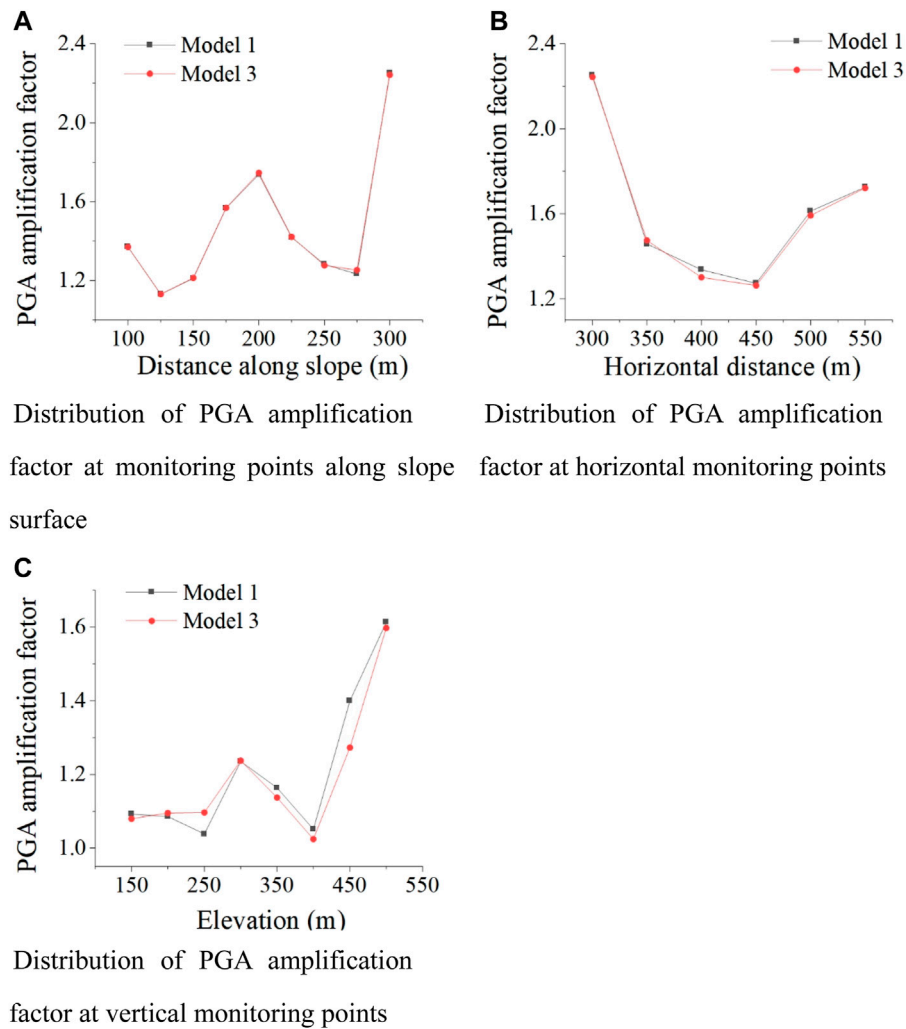 A
PGA amplification factor
Model 1
Model 3
2.4
2.0
1.6
1.2
100 150 200 250 300
Distance along slope (m)
Distribution of PGA amplification
factor at monitoring points along slope
surface
B
PGA amplification factor
Model 1
Model 3
2.4
2.0
1.6
1.2
300 350 400 450 500 550
Horizontal distance (m)
Distribution of PGA amplification
factor at horizontal monitoring points
C
PGA amplification factor
Model 1
Model 3
1.6
1.4
1.2
1.0
150 250 350 450 550
Elevation (m)
Distribution of PGA amplification
factor at vertical monitoring points